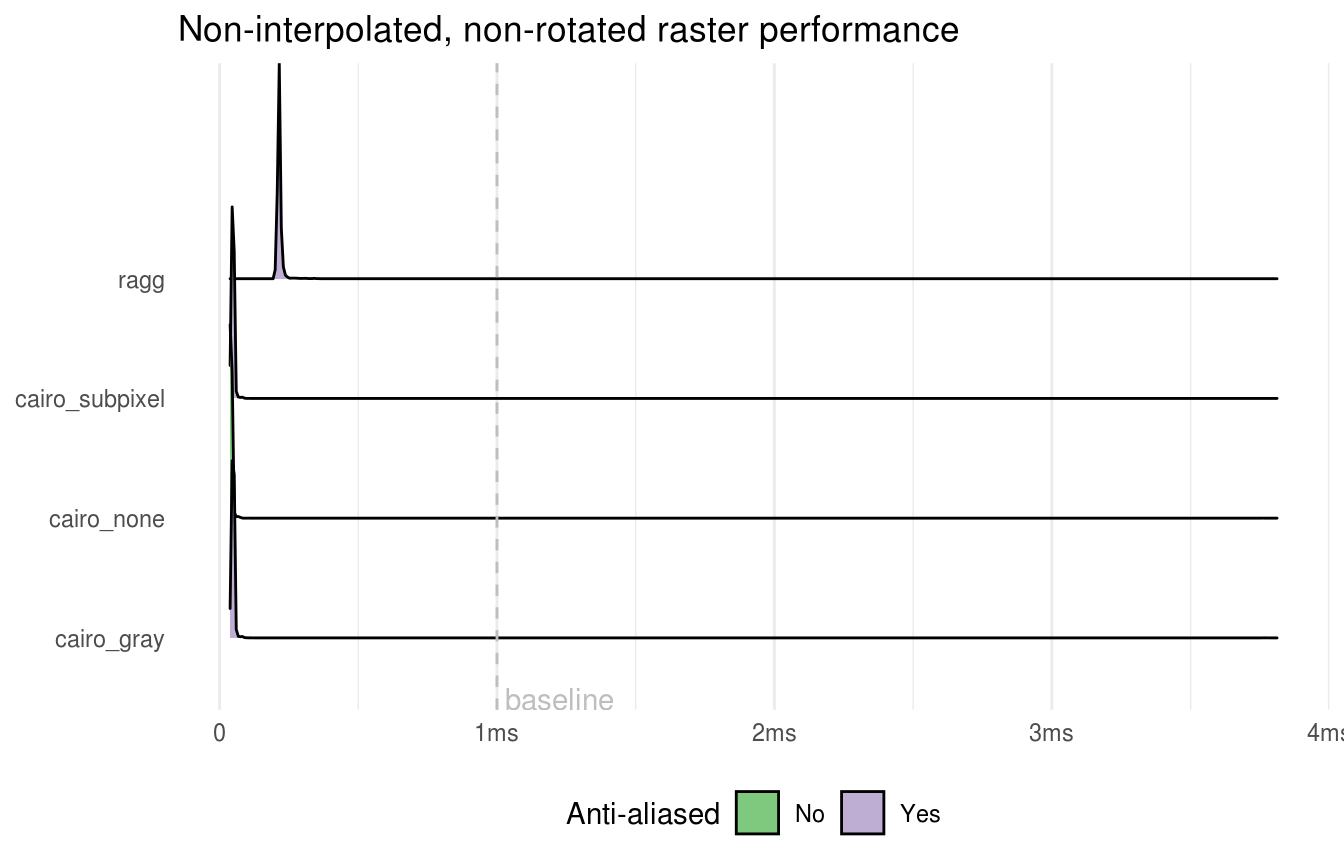 Non-interpolated, non-rotated raster performance
ragg
cairo_subpixel
cairo_none
cairo_gray
baseline
0 1ms 2ms 3ms 4ms
Anti-aliased No Yes